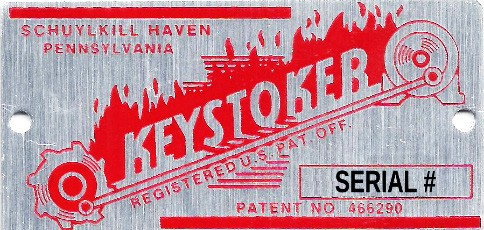 SCHUYLKILL HAVEN
PENNSYLVANIA
KEYSTOKER
REGISTERED U.S. PAT. OFF.
SERIAL #
PATENT NO. 466290